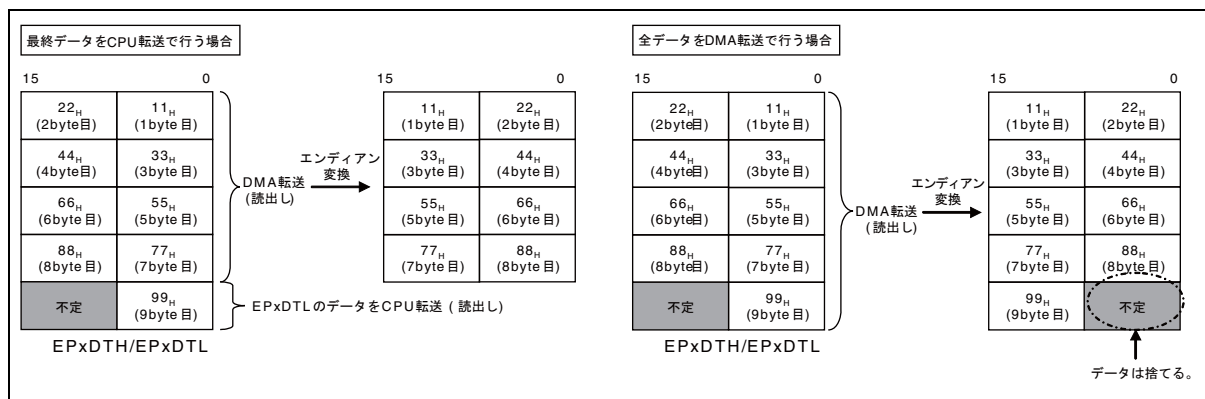 最終データをCPU転送で行う場合
15 0
22H 11H
(2byte目) (1byte目)
44H 33H
(4byte目) (3byte目)
66H 55H
(6byte目) (5byte目)
88H 77H
(8byte目) (7byte目)
不定 99H
(9byte目)
EPxDTH/EPxDTL
DMA転送
(読出し)
EPxDTLのデータをCPU転送 (読出し)
エンディアン
変換
15 0
11H 22H
(1byte目) (2byte目)
33H 44H
(3byte目) (4byte目)
55H 66H
(5byte目) (6byte目)
77H 88H
(7byte目) (8byte目)
全データをDMA転送で行う場合
15 0
22H 11H
(2byte目) (1byte目)
44H 33H
(4byte目) (3byte目)
66H 55H
(6byte目) (5byte目)
88H 77H
(8byte目) (7byte目)
不定 99H
(9byte目)
EPxDTH/EPxDTL
DMA転送
(読出し)
エンディアン
変換
15 0
11H 22H
(1byte目) (2byte目)
33H 44H
(3byte目) (4byte目)
55H 66H
(5byte目) (6byte目)
77H 88H
(7byte目) (8byte目)
99H 不定
(9byte目)
データは捨てる。